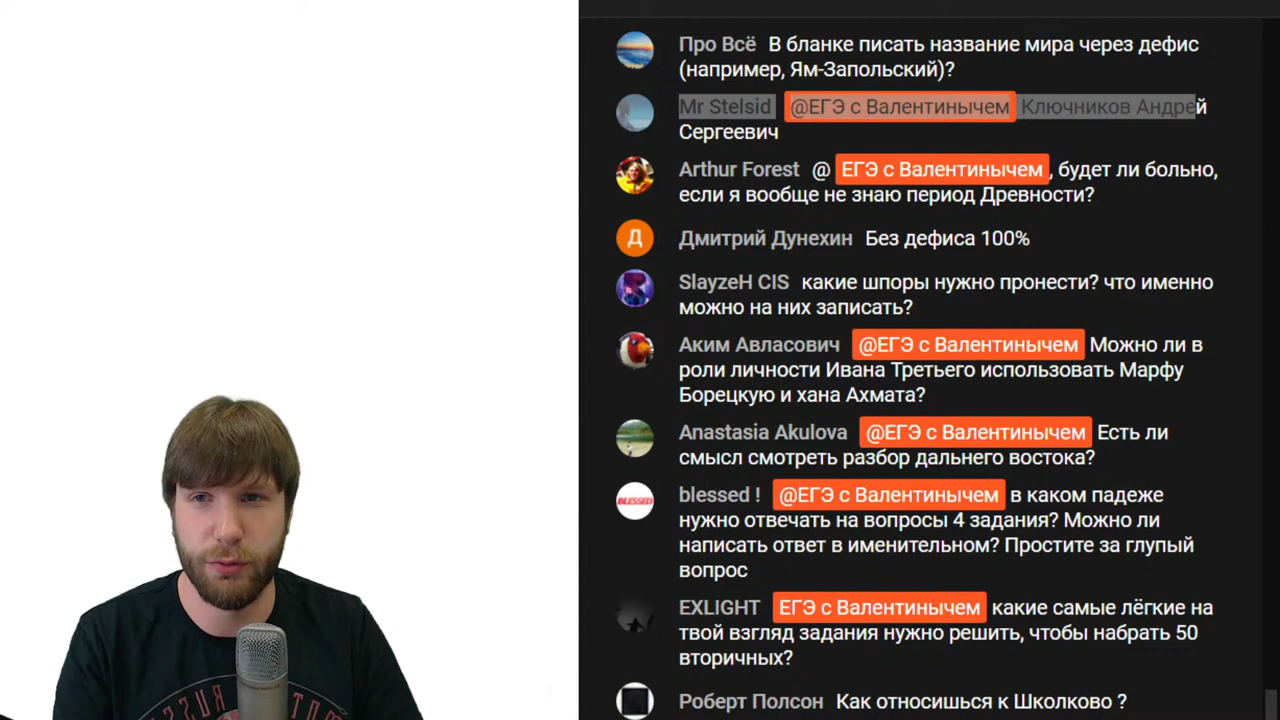 Про Всё В бланке писать название мира через дефис
(например, Ям-Запольский)?
Mr Stelsid @ЕГЭ с Валентинычем Ключников Андрей
Сергеевич
Arthur Forest @ ЕГЭ с Валентинычем, будет ли больно,
если я вообще не знаю период Древности?
Д Дмитрий Дунехин Без дефиса 100%
SlayzeH CIS какие шпоры нужно пронести? что именно
можно на них записать?
Аким Авласович @ЕГЭ с Валентинычем Можно ли в
роли личности Ивана Третьего использовать Марфу
Борецкую и хана Ахмата?
Anastasia Akulova @ЕГЭ с Валентинычем Есть ли
смысл смотреть разбор дальнего востока?
BLESSED blessed ! @ЕГЭ с Валентинычем в каком падеже
нужно отвечать на вопросы 4 задания? Можно ли
написать ответ в именительном? Простите за глупый
вопрос
EXLIGHT ЕГЭ с Валентинычем какие самые лёгкие на
твой взгляд задания нужно решить, чтобы набрать 50
вторичных?
Роберт Полсон Как относишься к Школково ?